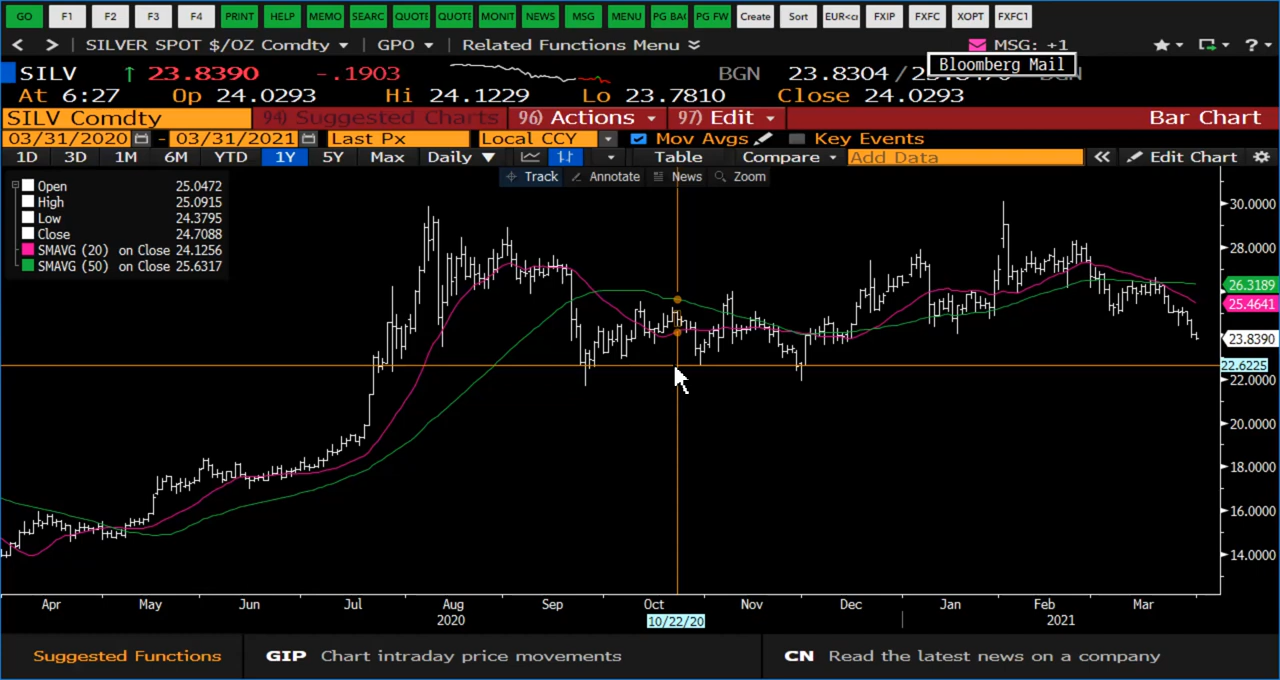 GO F1 F2 F3 F4 PRINT HELP MEMO SEARC QUOTE QUOTE MONIT NEWS MSG MENU PG BAC PG FW Create Sort EUR<cr FXIP FXFC XOPT FXFC1
< > SILVER SPOT $/OZ Comdty GPO Related Functions Menu MSG: +1 ?
Bloomberg Mail
SILV ↑ 23.8390 -.1903 BGN 23.8304 / BGN
At 6:27 Op 24.0293 Hi 24.1229 Lo 23.7810 Close 24.0293
SILV Comdty 94) Suggested Charts 96) Actions 97) Edit Bar Chart
03/31/2020 - 03/31/2021 Last Px Local CCY Mov Avgs Key Events
1D 3D 1M 6M YTD 1Y 5Y Max Daily Table Compare Add Data Edit Chart
Track Annotate News Zoom
Open 25.0472
High 25.0915
Low 24.3795
Close 24.7088
SMAVG (20) on Close 24.1256
SMAVG (50) on Close 25.6317
30.0000
28.0000
26.3189
25.4641
23.8390
22.6225
22.0000
20.0000
18.0000
16.0000
14.0000
Apr May Jun Jul Aug Sep Oct Nov Dec Jan Feb Mar
2020 10/22/20 2021
Suggested Functions GIP Chart intraday price movements CN Read the latest news on a company